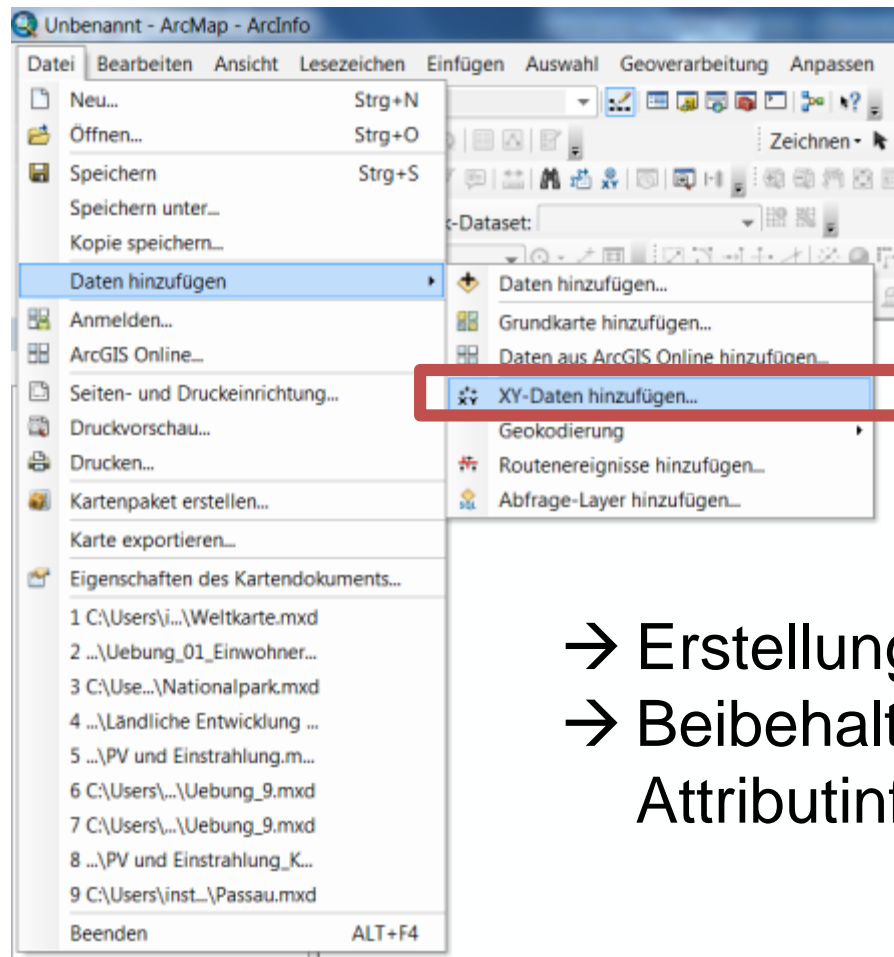 Unbenannt - ArcMap - ArcInfo
Datei Bearbeiten Ansicht Lesezeichen Einfügen Auswahl Geoverarbeitung Anpassen
Neu... Strg+N
Öffnen... Strg+O
Zeichnen
Speichern Strg+S
Speichern unter...
-Dataset:
Kopie speichern...
Daten hinzufügen
Daten hinzufügen...
Anmelden...
Grundkarte hinzufügen...
ArcGIS Online...
Daten aus ArcGIS Online hinzufügen...
Seiten- und Druckeinrichtung...
XY-Daten hinzufügen...
Druckvorschau...
Geokodierung
Drucken...
Routenereignisse hinzufügen...
Kartenpaket erstellen...
Abfrage-Layer hinzufügen...
Karte exportieren...
Eigenschaften des Kartendokuments...
1 C:\Users\i...\Weltkarte.mxd
2 ...\Uebung_01_Einwohner...
3 C:\Use...\Nationalpark.mxd
4 ...\Ländliche Entwicklung ...
5 ...\PV und Einstrahlung.m...
6 C:\Users\...\Uebung_9.mxd
7 C:\Users\...\Uebung_9.mxd
8 ...\PV und Einstrahlung_K...
9 C:\Users\inst...\Passau.mxd
Beenden ALT+F4
→ Erstellung
→ Beibehalt
Attributinf